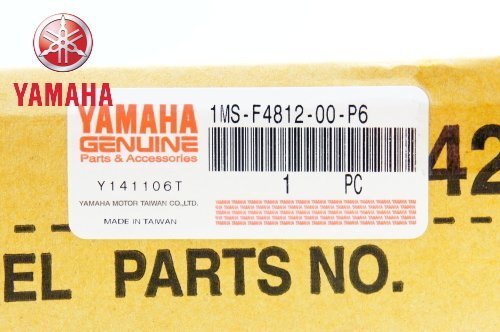 YAMAHA
YAMAHA
GENUINE
Parts & Accessories
1MS-F4812-00-P6
Y141106T
1 PC
YAMAHA MOTOR TAIWAN CO.,LTD.
MADE IN TAIWAN
42
EL PARTS NO.